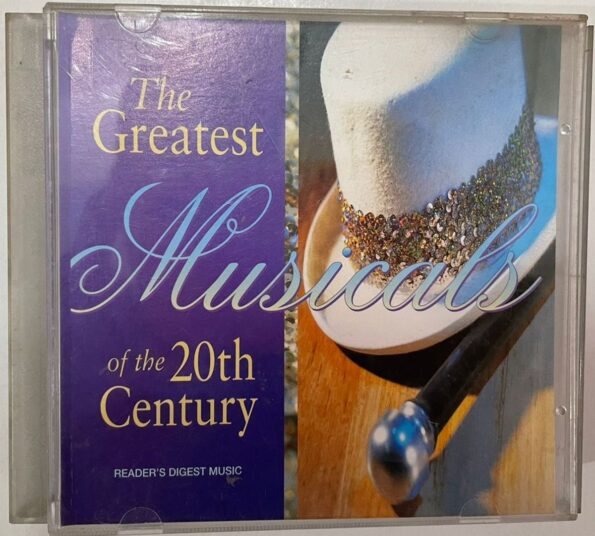 The
Greatest
Musicals
of the 20th
Century
READER'S DIGEST MUSIC